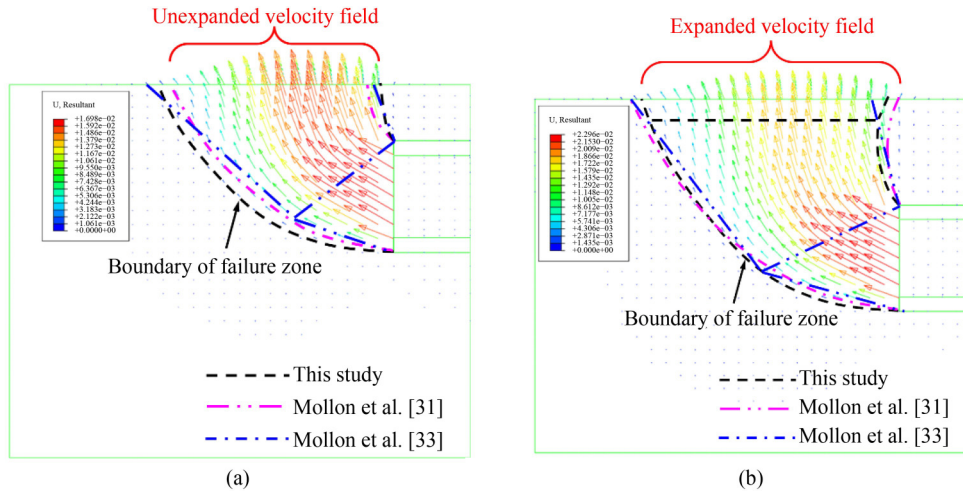 Unexpanded velocity field
U, Resultant
+1.698e−02
+1.592e−02
+1.486e−02
+1.379e−02
+1.273e−02
+1.167e−02
+1.061e−02
+9.550e−03
+8.489e−03
+7.428e−03
+6.367e−03
+5.306e−03
+4.244e−03
+3.183e−03
+2.122e−03
+1.061e−03
+0.0000+00
Boundary of failure zone
This study
Mollon et al. [31]
Mollon et al. [33]
(a)
Expanded velocity field
U, Resultant
+2.296e−02
+2.1530e−02
+2.009e−02
+1.866e−02
+1.722e−02
+1.579e−02
+1.435e−02
+1.292e−02
+1.148e−02
+1.005e−02
+8.612e−03
+7.177e−03
+5.741e−03
+4.306e−03
+2.871e−03
+1.435e−03
+0.000e+00
Boundary of failure zone
This study
Mollon et al. [31]
Mollon et al. [33]
(b)